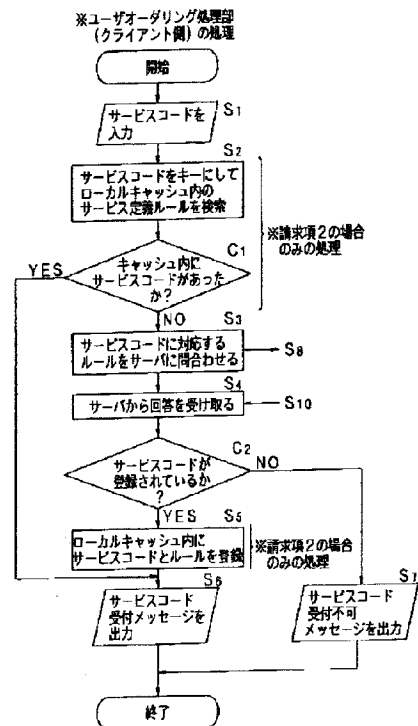 ※ユーザオーダリング処理部
(クライアント側)の処理
開始
サービスコードを
入力
S1
S2
サービスコードをキーにして
ローカルキャッシュ内の
サービス定義ルールを検索
※請求項2の場合
のみの処理
C1
YES
キャッシュ内に
サービスコードがあった
か?
NO
S3
サービスコードに対応する
ルールをサーバに問合わせる
S8
S4
サーバから回答を受け取る
S10
C2
サービスコードが
登録されているか
?
NO
YES
S5
ローカルキャッシュ内に
サービスコードとルールを登録
※請求項2の場合
のみの処理
S6
サービスコード
受付メッセージを
出力
S7
サービスコード
受付不可
メッセージを出力
終了